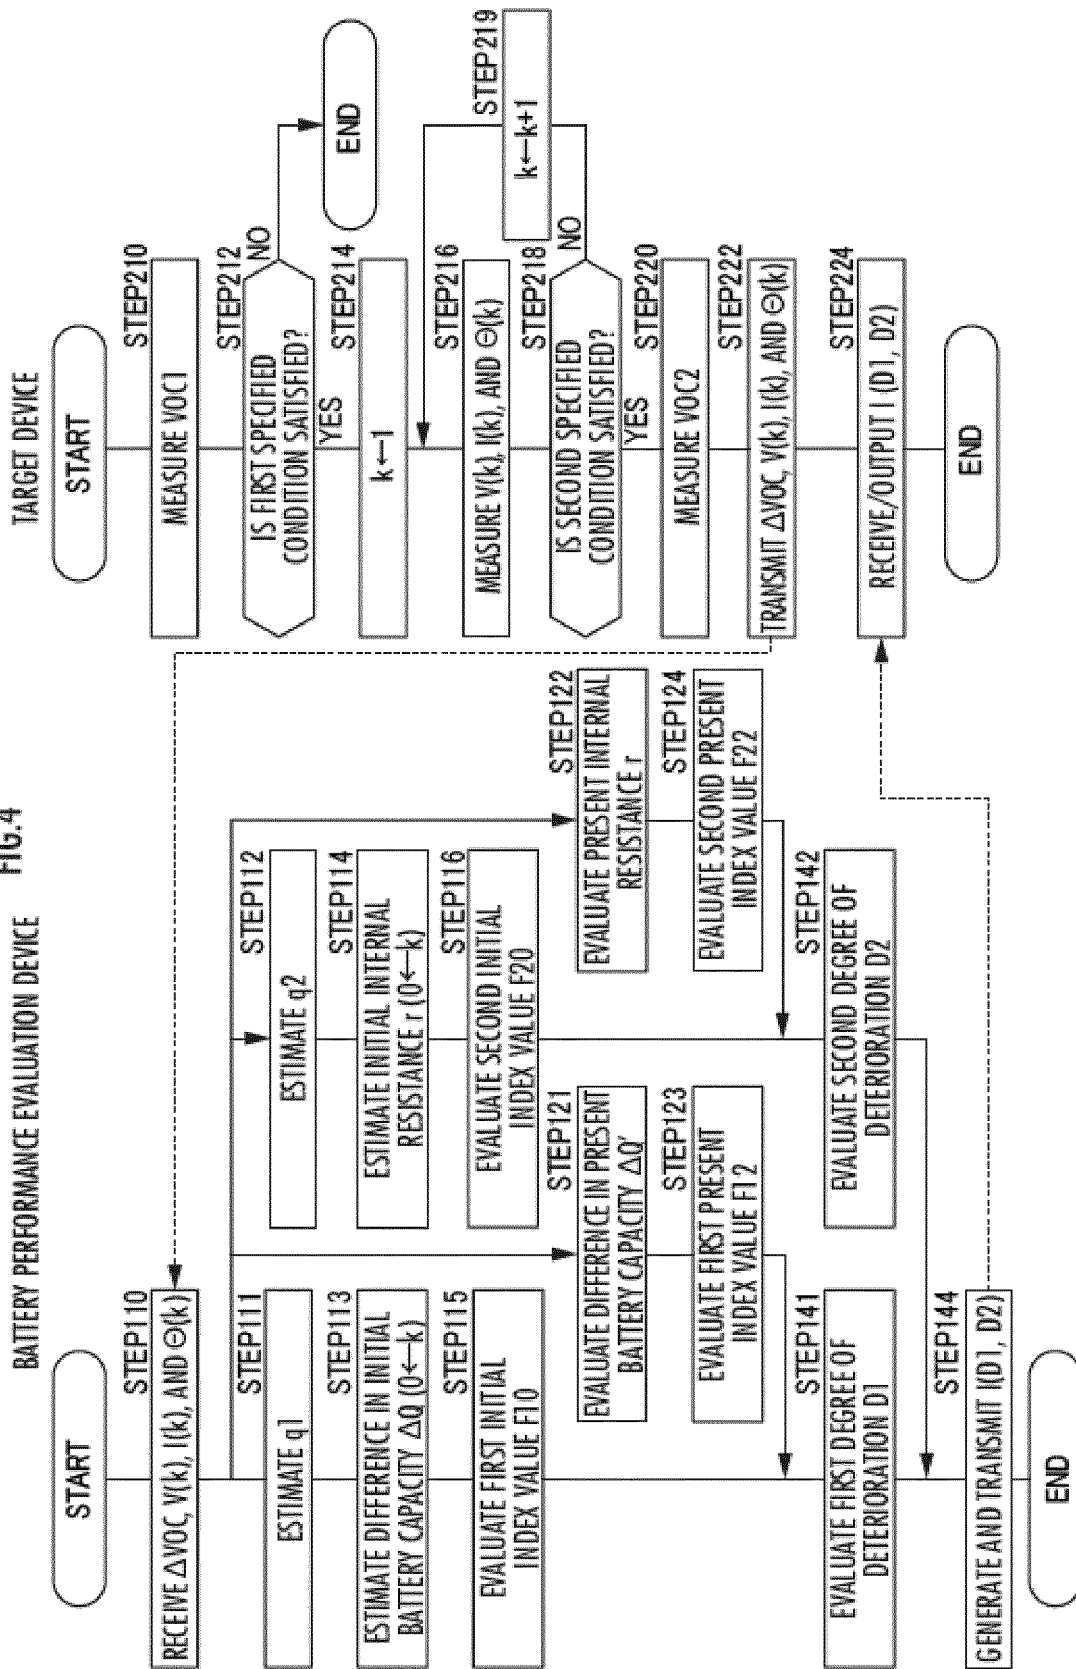 FIG.4
BATTERY PERFORMANCE EVALUATION DEVICE
START
STEP110
RECEIVE ΔVOC, V(k), I(k), AND Θ(k)
STEP111
ESTIMATE q1
STEP113
ESTIMATE DIFFERENCE IN INITIAL
BATTERY CAPACITY ΔQ (0←k)
STEP115
EVALUATE FIRST INITIAL
INDEX VALUE F10
STEP112
ESTIMATE q2
STEP114
ESTIMATE INITIAL INTERNAL
RESISTANCE r (0←k)
STEP116
EVALUATE SECOND INITIAL
INDEX VALUE F20
STEP121
EVALUATE DIFFERENCE IN PRESENT
BATTERY CAPACITY ΔQ'
STEP123
EVALUATE FIRST PRESENT
INDEX VALUE F12
STEP122
EVALUATE PRESENT INTERNAL
RESISTANCE r
STEP124
EVALUATE SECOND PRESENT
INDEX VALUE F22
STEP141
EVALUATE FIRST DEGREE OF
DETERIORATION D1
STEP142
EVALUATE SECOND DEGREE OF
DETERIORATION D2
STEP144
GENERATE AND TRANSMIT I(D1, D2)
END
TARGET DEVICE
START
STEP210
MEASURE VOC1
STEP212
IS FIRST SPECIFIED
CONDITION SATISFIED?
NO
END
YES
STEP214
k←1
STEP216
MEASURE V(k), I(k), AND Θ(k)
STEP218
IS SECOND SPECIFIED
CONDITION SATISFIED?
NO
STEP219
k←k+1
YES
STEP220
MEASURE VOC2
STEP222
TRANSMIT ΔVOC, V(k), I(k), AND Θ(k)
STEP224
RECEIVE/OUTPUT I (D1, D2)
END